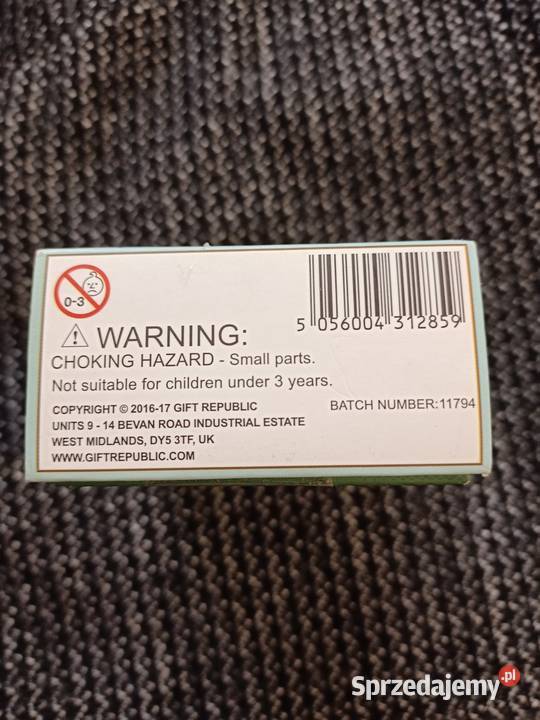 0-3
5 056004 312859
WARNING:
CHOKING HAZARD - Small parts.
Not suitable for children under 3 years.
COPYRIGHT © 2016-17 GIFT REPUBLIC
BATCH NUMBER:11794
UNITS 9 - 14 BEVAN ROAD INDUSTRIAL ESTATE
WEST MIDLANDS, DY5 3TF, UK
WWW.GIFTREPUBLIC.COM
Sprzedajemy.pl